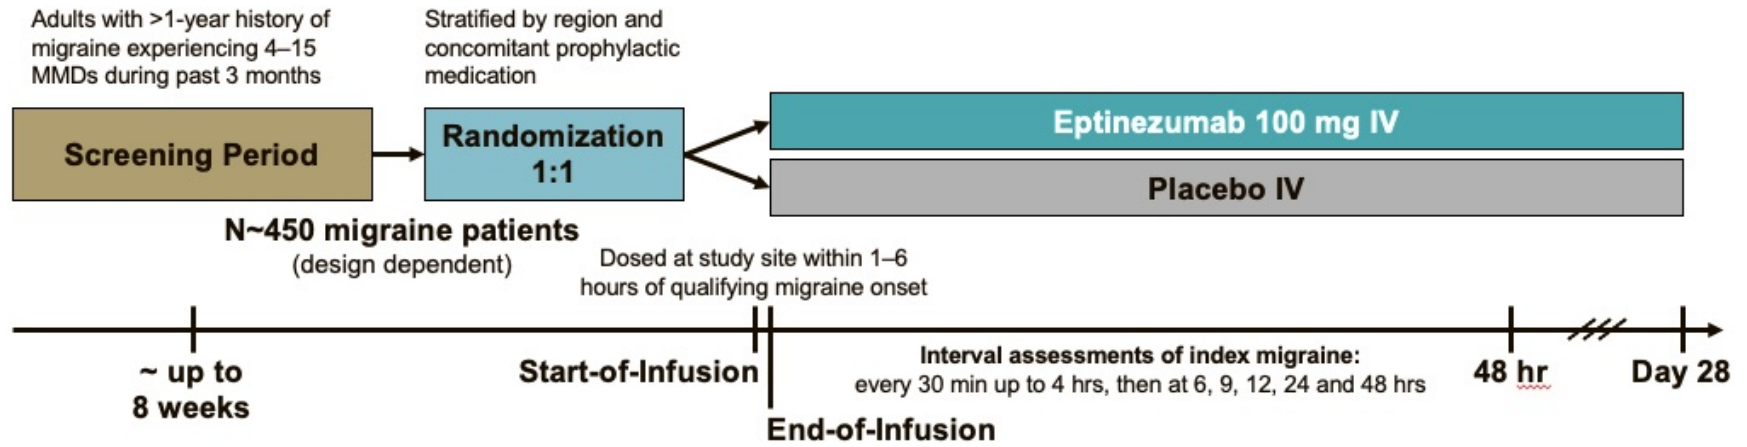 Adults with >1-year history of
migraine experiencing 4–15
MMDs during past 3 months
Stratified by region and
concomitant prophylactic
medication
Screening Period
Randomization
1:1
Eptinezumab 100 mg IV
Placebo IV
N~450 migraine patients
(design dependent)
Dosed at study site within 1–6
hours of qualifying migraine onset
~ up to
8 weeks
Start-of-Infusion
End-of-Infusion
Interval assessments of index migraine:
every 30 min up to 4 hrs, then at 6, 9, 12, 24 and 48 hrs
48 hr
Day 28